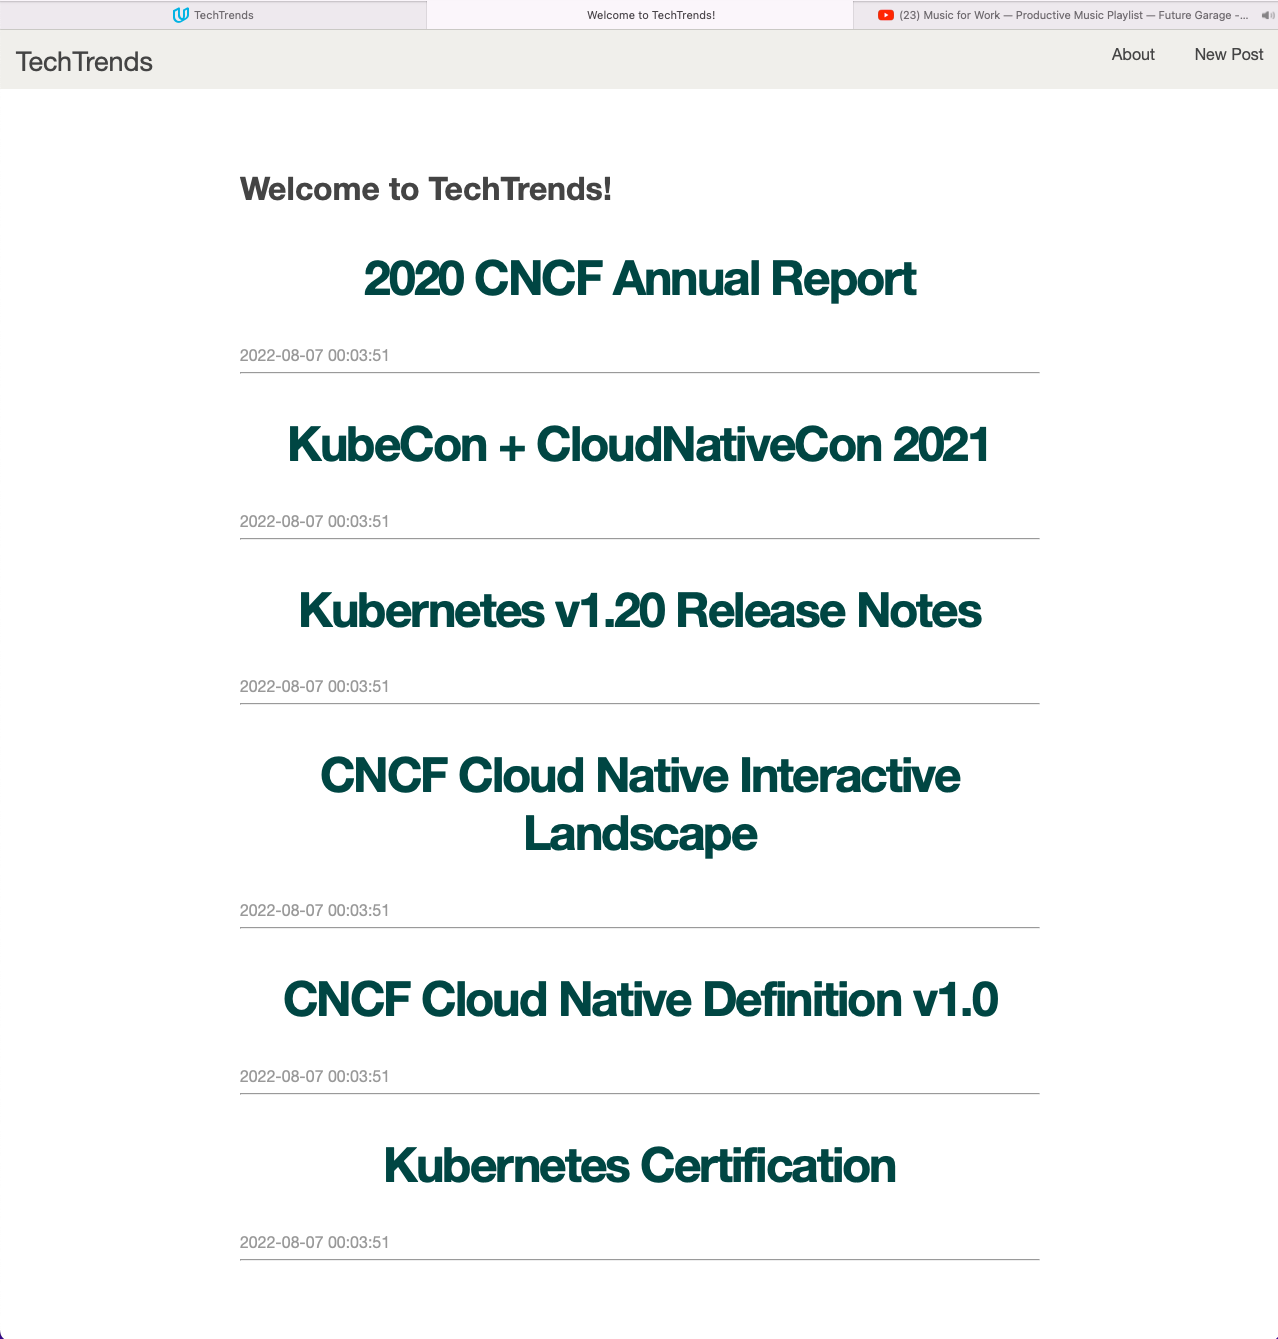 TechTrends
Welcome to TechTrends!
(23) Music for Work — Productive Music Playlist — Future Garage -...
TechTrends
About
New Post
Welcome to TechTrends!
2020 CNCF Annual Report
2022-08-07 00:03:51
KubeCon + CloudNativeCon 2021
2022-08-07 00:03:51
Kubernetes v1.20 Release Notes
2022-08-07 00:03:51
CNCF Cloud Native Interactive
Landscape
2022-08-07 00:03:51
CNCF Cloud Native Definition v1.0
2022-08-07 00:03:51
Kubernetes Certification
2022-08-07 00:03:51